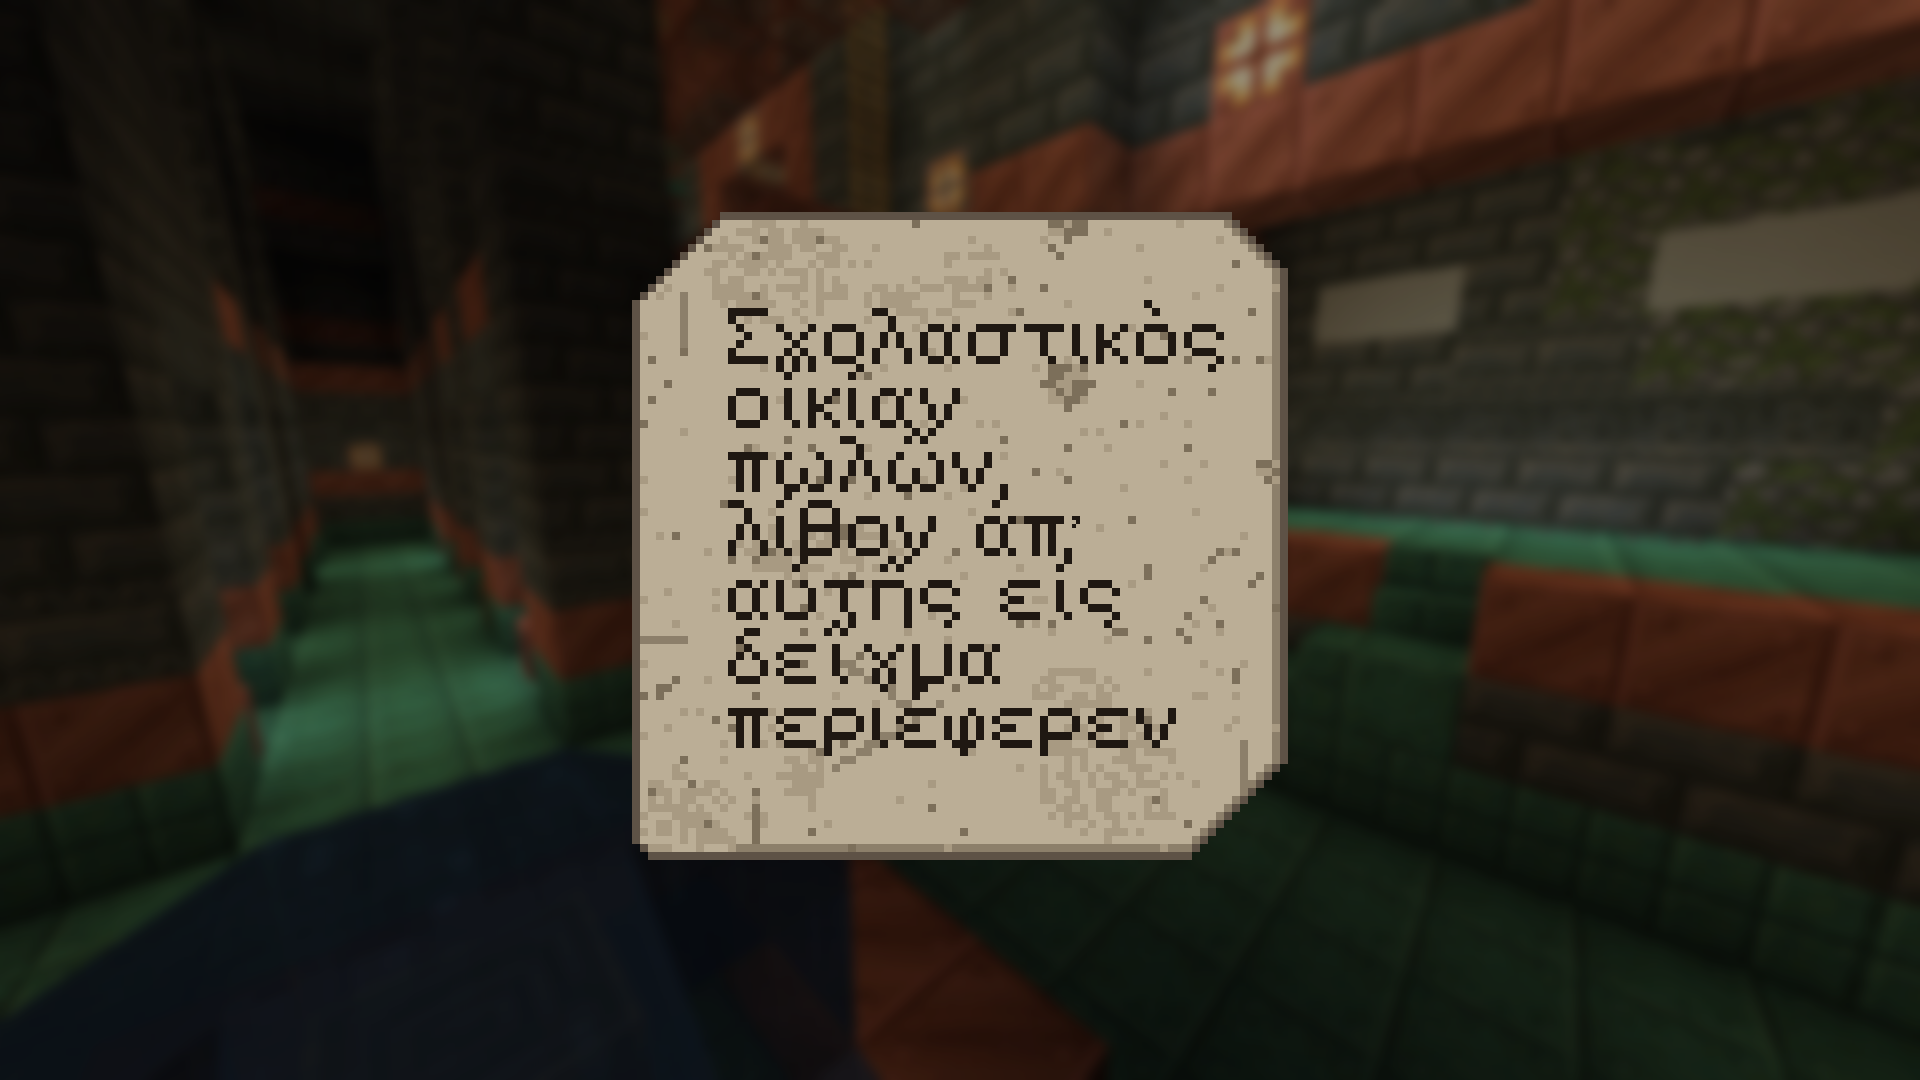 Σχολαστικὸς
οἰκίαν
πωλῶν,
λίθον ἀπ’
αὐτῆς εἰς
δεῖγμα
περιέφερεν